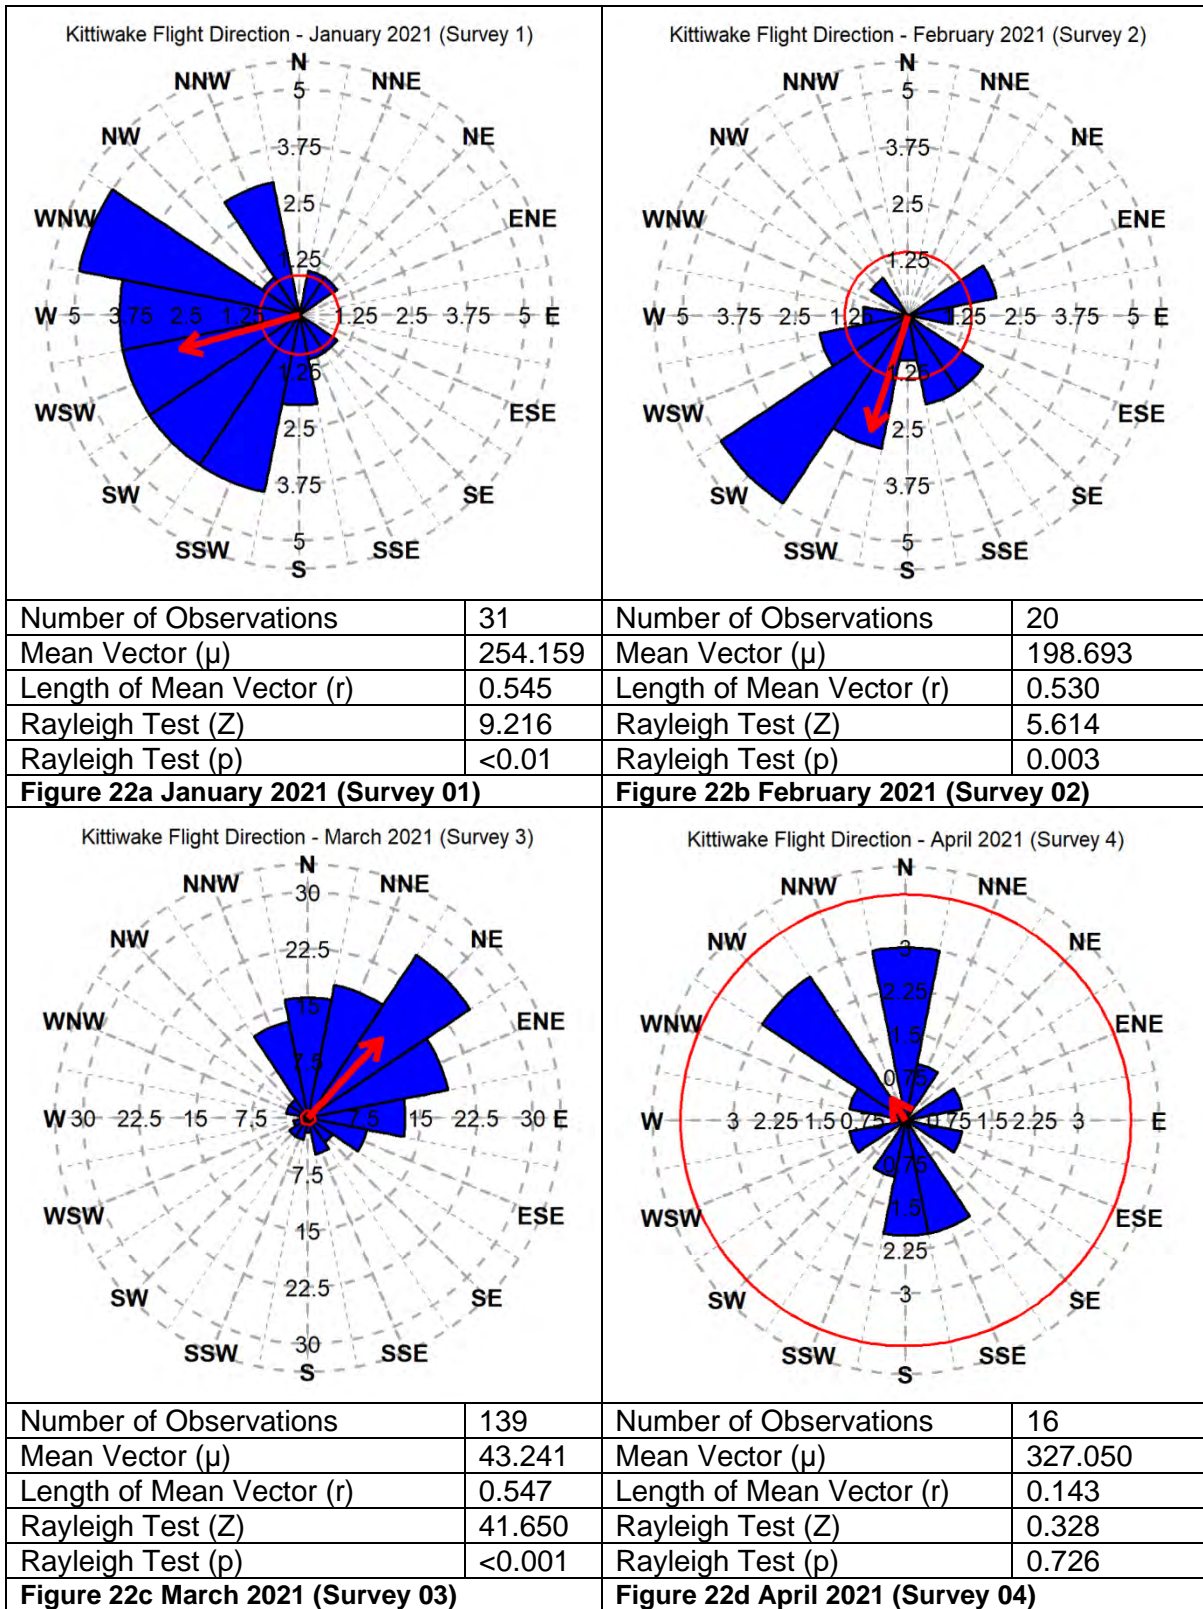 Kittiwake Flight Direction - January 2021 (Survey 1)
N
NNW NNE
5
NW NE
3.75
2.5
WNW ENE
1.25
W 5 3.75 2.5 1.25 1.25 2.5 3.75 5 E
1.25
WSW ESE
2.5
3.75
SW SE
5
SSW SSE
S
Number of Observations 31
Mean Vector (µ) 254.159
Length of Mean Vector (r) 0.545
Rayleigh Test (Z) 9.216
Rayleigh Test (p) <0.01
Figure 22a January 2021 (Survey 01)
Kittiwake Flight Direction - February 2021 (Survey 2)
N
NNW NNE
5
NW NE
3.75
2.5
WNW ENE
1.25
W 5 3.75 2.5 1.25 1.25 2.5 3.75 5 E
1.25
WSW ESE
2.5
3.75
SW SE
5
SSW SSE
S
Number of Observations 20
Mean Vector (µ) 198.693
Length of Mean Vector (r) 0.530
Rayleigh Test (Z) 5.614
Rayleigh Test (p) 0.003
Figure 22b February 2021 (Survey 02)
Kittiwake Flight Direction - March 2021 (Survey 3)
N
NNW NNE
30
NW NE
22.5
15
WNW ENE
7.5
W 30 22.5 15 7.5 7.5 15 22.5 30 E
7.5
WSW ESE
15
22.5
SW SE
30
SSW SSE
S
Number of Observations 139
Mean Vector (µ) 43.241
Length of Mean Vector (r) 0.547
Rayleigh Test (Z) 41.650
Rayleigh Test (p) <0.001
Figure 22c March 2021 (Survey 03)
Kittiwake Flight Direction - April 2021 (Survey 4)
N
NNW NNE
NW NE
3
2.25
WNW ENE
1.5
0.75
W 3 2.25 1.5 0.75 0.75 1.5 2.25 3 E
0.75
WSW ESE
1.5
2.25
3
SW SE
SSW SSE
S
Number of Observations 16
Mean Vector (µ) 327.050
Length of Mean Vector (r) 0.143
Rayleigh Test (Z) 0.328
Rayleigh Test (p) 0.726
Figure 22d April 2021 (Survey 04)